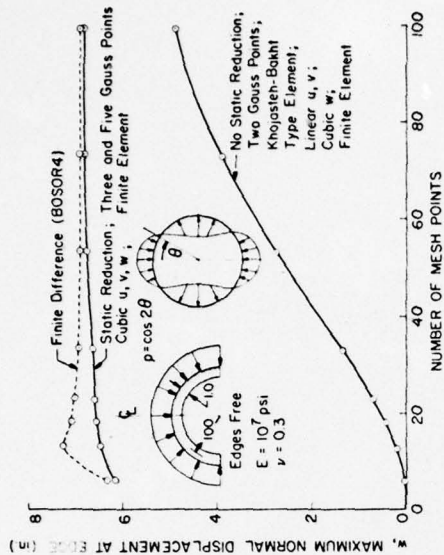 Finite Difference (BOSOR4)
Static Reduction; Three and Five Gauss Points
Cubic u, v, w; Finite Element
p=cos 2θ
θ
℄
100
1.0
Edges Free
E = 10⁷ psi
ν = 0.3
No Static Reduction;
Two Gauss Points;
Khojasteh-Bakht
Type Element;
Linear u, v;
Cubic w;
Finite Element
w, MAXIMUM NORMAL DISPLACEMENT AT EDGE (in.)
8
6
4
2
0
0
20
40
60
80
100
NUMBER OF MESH POINTS